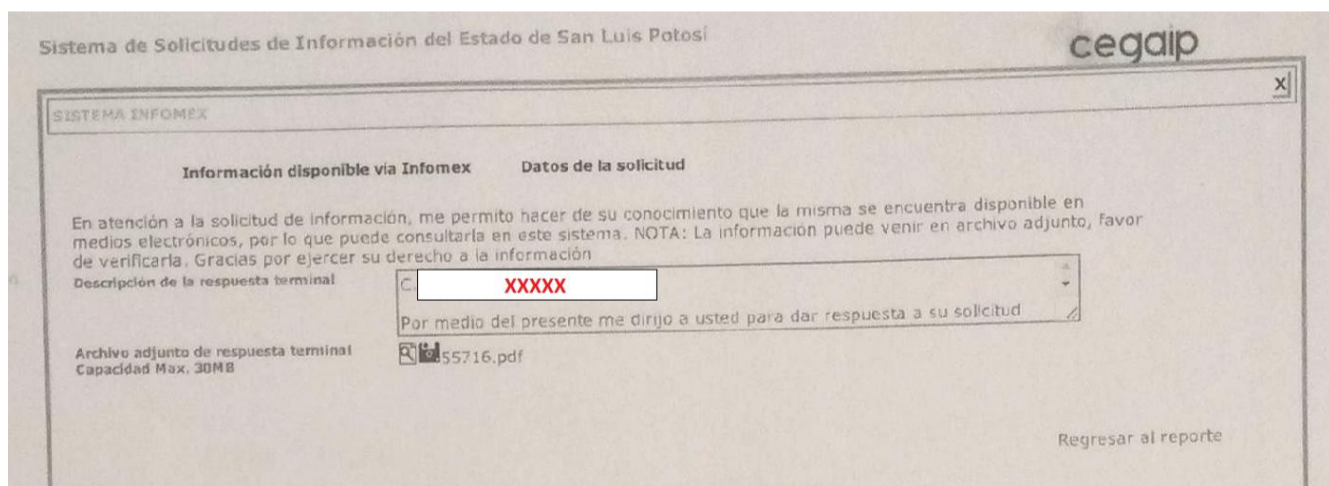 Sistema de Solicitudes de Información del Estado de San Luis Potosí
cegaip
X
SISTEMA INFOMEX
Información disponible vía Infomex Datos de la solicitud
En atención a la solicitud de información, me permito hacer de su conocimiento que la misma se encuentra disponible en
medios electrónicos, por lo que puede consultarla en este sistema. NOTA: La información puede venir en archivo adjunto, favor
de verificarla. Gracias por ejercer su derecho a la información
Descripción de la respuesta terminal
C. XXXXX
Por medio del presente me dirijo a usted para dar respuesta a su solicitud
Archivo adjunto de respuesta terminal
Capacidad Max. 30MB
55716.pdf
Regresar al reporte